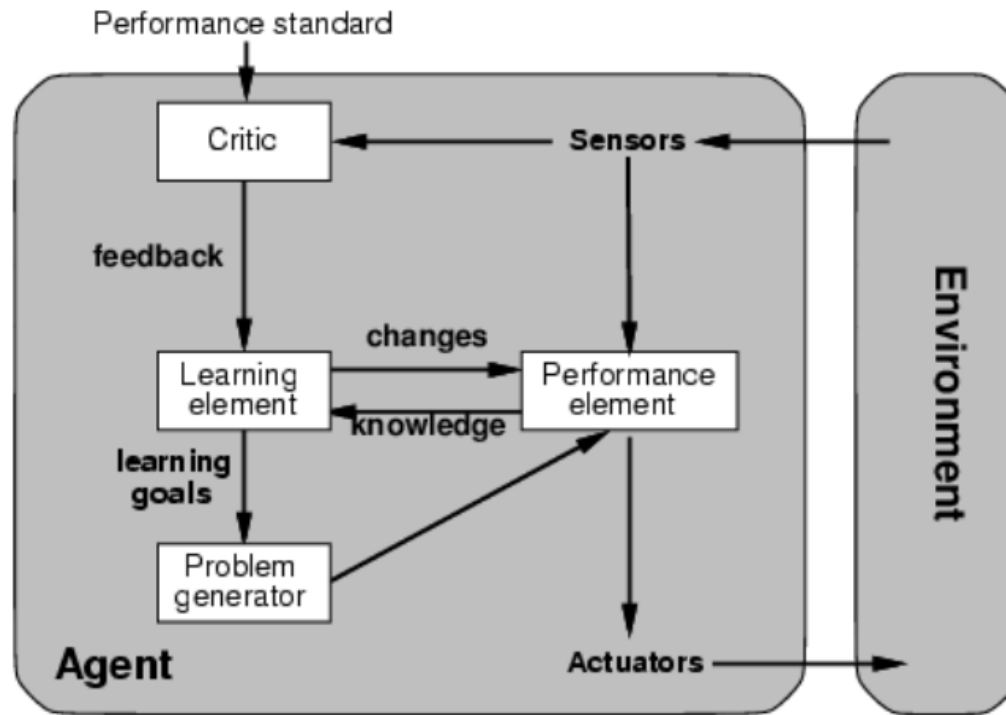 Performance standard
Critic
Sensors
feedback
changes
Learning
element
Performance
element
knowledge
learning
goals
Problem
generator
Agent
Actuators
Environment